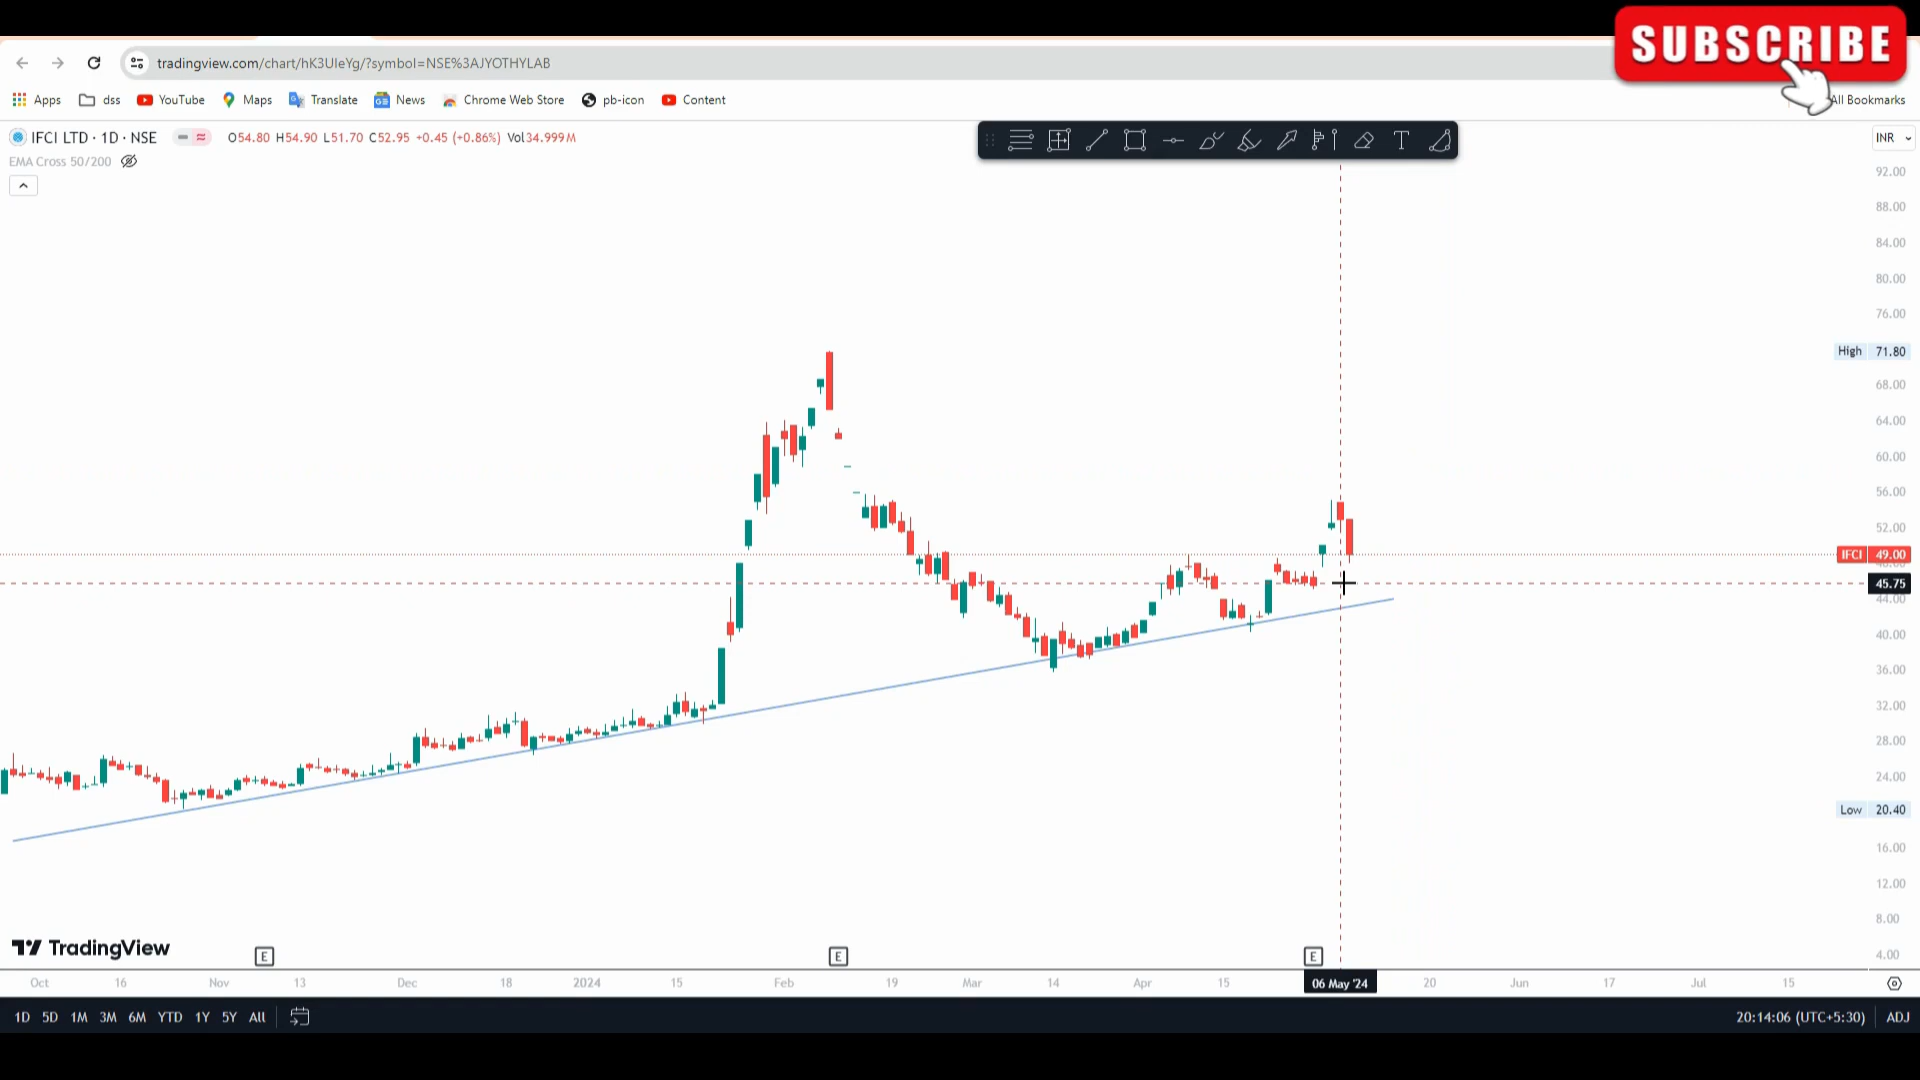 SUBSCRIBE
tradingview.com/chart/hK3UleYg/?symbol=NSE%3AJYOTHYLAB
Apps dss YouTube Maps Translate News Chrome Web Store pb-icon Content All Bookmarks
IFCI LTD · 1D · NSE O54.80 H54.90 L51.70 C52.95 +0.45 (+0.86%) Vol34.999M
INR
EMA Cross 50/200
T
92.00
88.00
84.00
80.00
76.00
High 71.80
68.00
64.00
60.00
56.00
52.00
IFCI 49.00
45.75
44.00
40.00
36.00
32.00
28.00
24.00
Low 20.40
16.00
12.00
8.00
4.00
TradingView
E E E
Oct 16 Nov 13 Dec 18 2024 15 Feb 19 Mar 14 Apr 15 06 May '24 20 Jun 17 Jul 15
1D 5D 1M 3M 6M YTD 1Y 5Y All 20:14:06 (UTC+5:30) ADJ